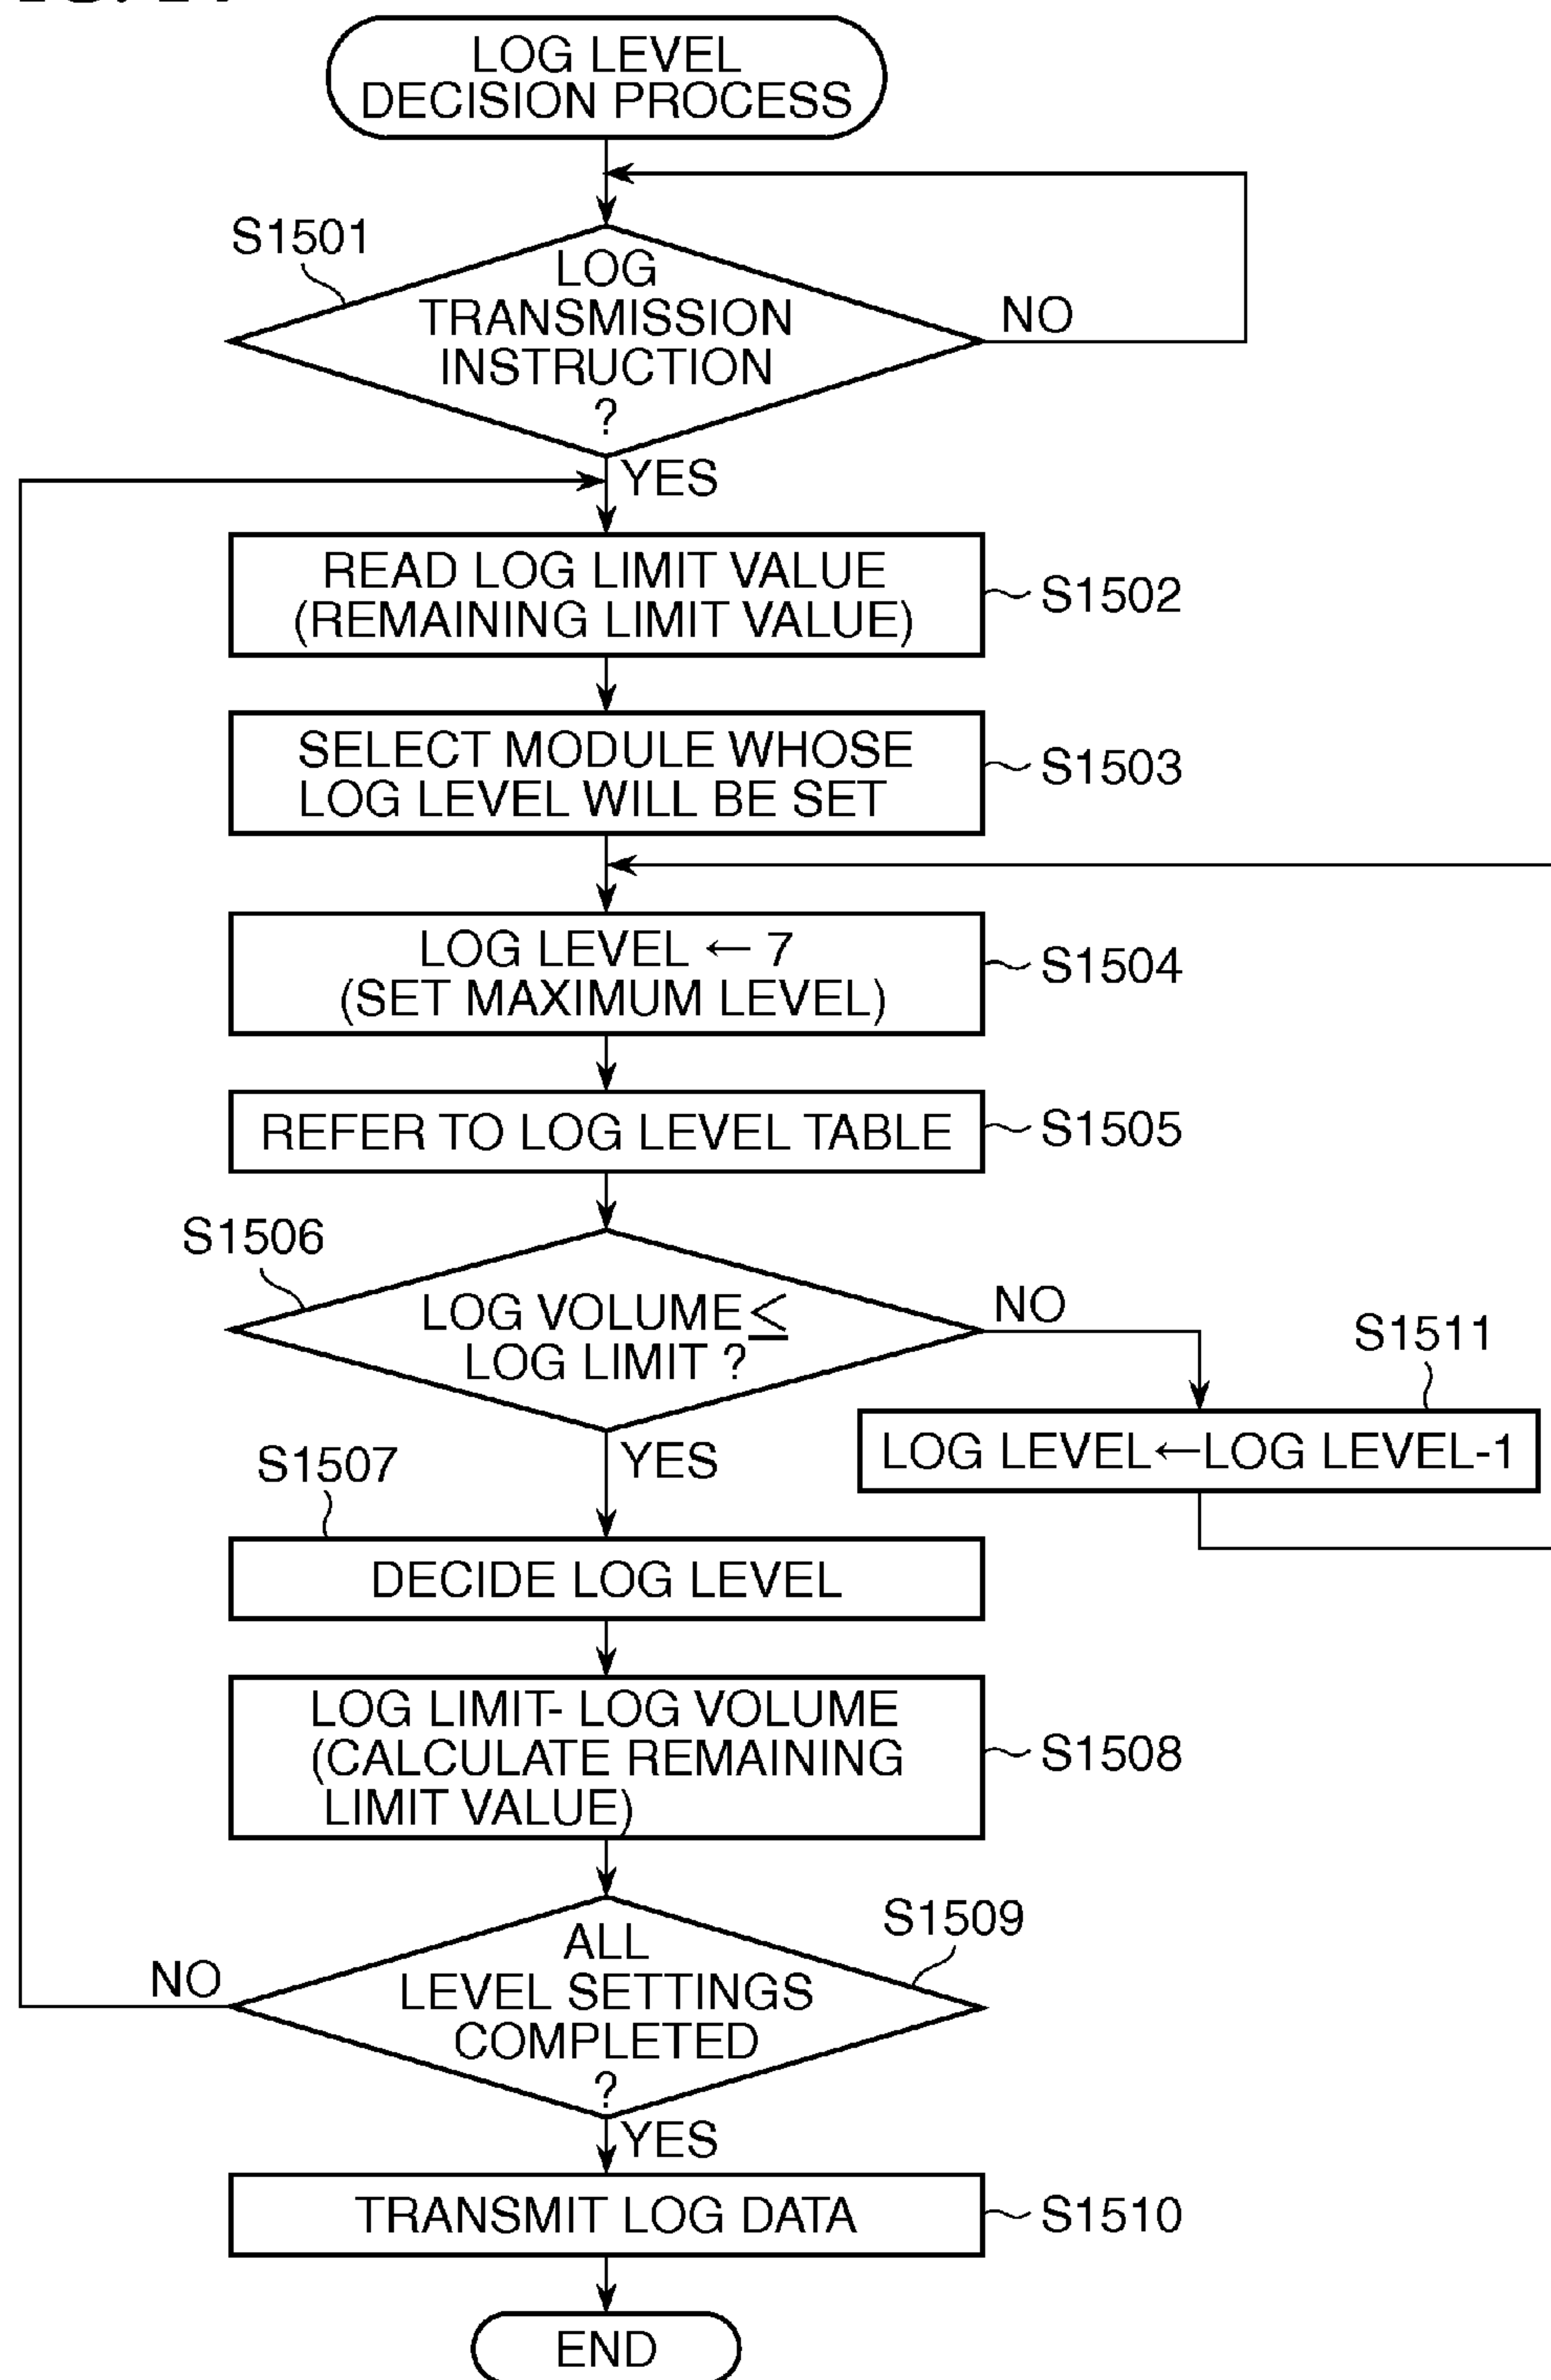 LOG LEVEL
DECISION PROCESS
S1501
LOG
TRANSMISSION
INSTRUCTION
?
NO
YES
READ LOG LIMIT VALUE
(REMAINING LIMIT VALUE)
S1502
SELECT MODULE WHOSE
LOG LEVEL WILL BE SET
S1503
LOG LEVEL ← 7
(SET MAXIMUM LEVEL)
S1504
REFER TO LOG LEVEL TABLE
S1505
S1506
LOG VOLUME ≤
LOG LIMIT ?
NO
S1511
LOG LEVEL←LOG LEVEL-1
YES
S1507
DECIDE LOG LEVEL
LOG LIMIT- LOG VOLUME
(CALCULATE REMAINING
LIMIT VALUE)
S1508
S1509
ALL
LEVEL SETTINGS
COMPLETED
?
NO
YES
TRANSMIT LOG DATA
S1510
END